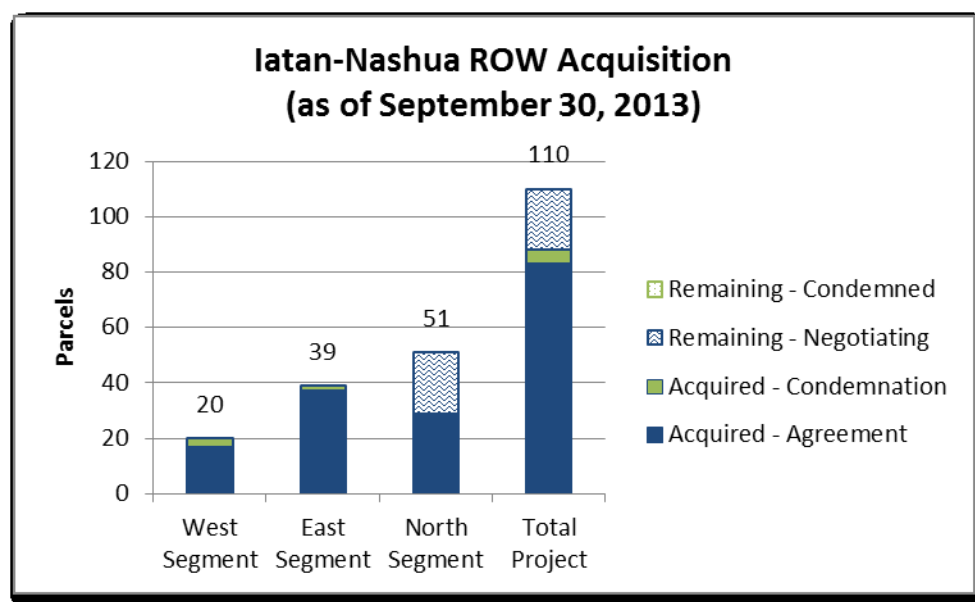 Iatan-Nashua ROW Acquisition
(as of September 30, 2013)
120
100
80
60
40
20
0
Parcels
20
39
51
110
West
Segment
East
Segment
North
Segment
Total
Project
Remaining - Condemned
Remaining - Negotiating
Acquired - Condemnation
Acquired - Agreement